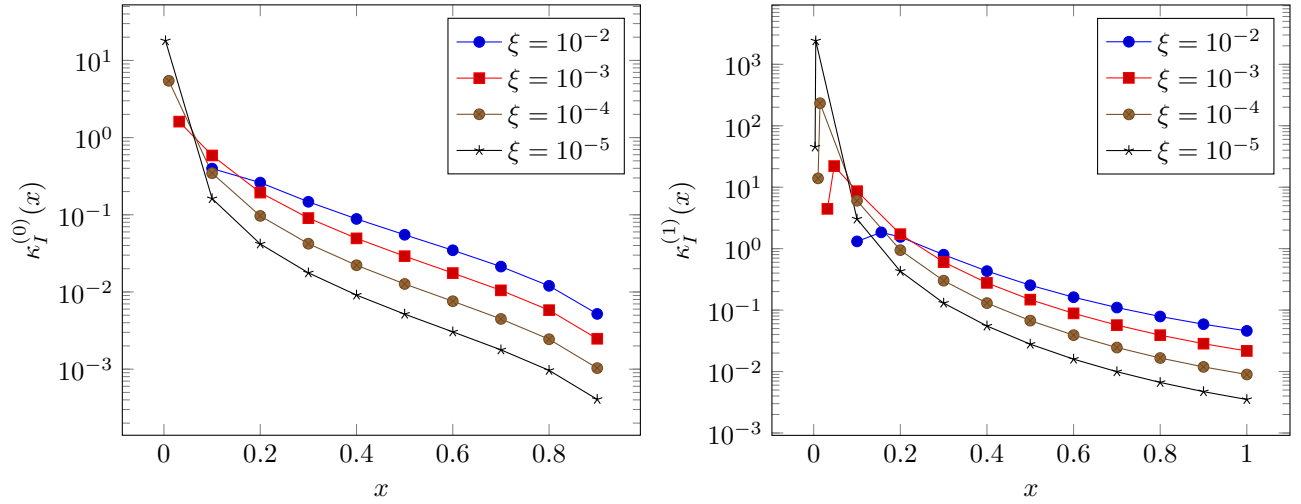 10^1
10^0
10^{-1}
10^{-2}
10^{-3}
κ_I^{(0)}(x)
0
0.2
0.4
0.6
0.8
x
ξ = 10^{-2}
ξ = 10^{-3}
ξ = 10^{-4}
ξ = 10^{-5}
10^3
10^2
10^1
10^0
10^{-1}
10^{-2}
10^{-3}
κ_I^{(1)}(x)
0
0.2
0.4
0.6
0.8
1
x
ξ = 10^{-2}
ξ = 10^{-3}
ξ = 10^{-4}
ξ = 10^{-5}